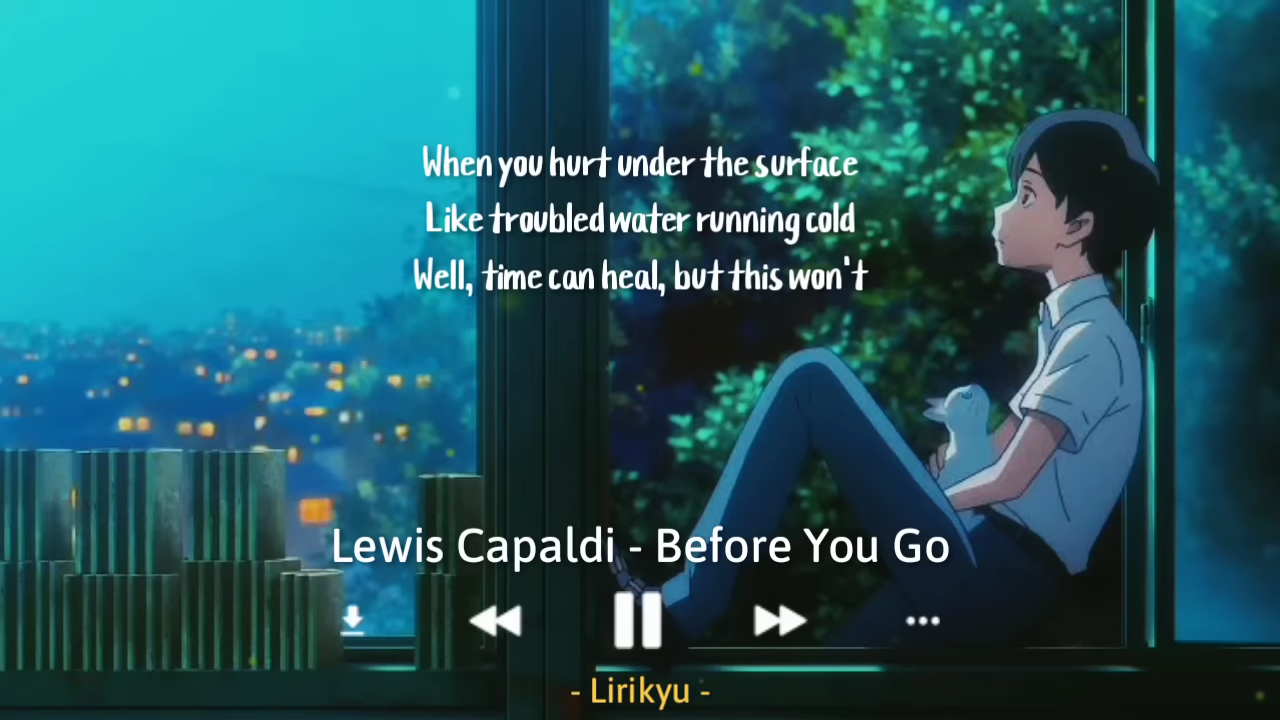 When you hurt under the surface
Like troubled water running cold
Well, time can heal, but this won't
Lewis Capaldi - Before You Go
- Lirikyu -